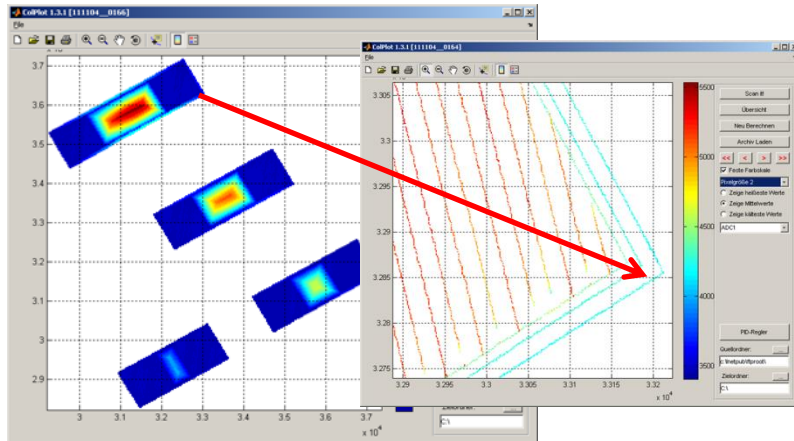 ColPlot 1.3.1 [111104__0166]
File
3.7
3.6
3.5
3.4
3.3
3.2
3.1
3
2.9
3 3.1 3.2 3.3 3.4 3.5 3.6 3.7
x 10^4
Zielordner:
C:\
ColPlot 1.3.1 [111104__0164]
File
3.305
3.3
3.295
3.29
3.285
3.28
3.275
3.29 3.295 3.3 3.305 3.31 3.315 3.32
x 10^4
5500
5000
4500
4000
3500
Scan it!
Übersicht
Neu Berechnen
Archiv Laden
<< < > >>
Feste Farbskala
Pixelgröße 2
Zeige heißeste Werte
Zeige Mittelwerte
Zeige kälteste Werte
ADC1
PID-Regler
Quellordner:
...
Zielordner:
...
C:\